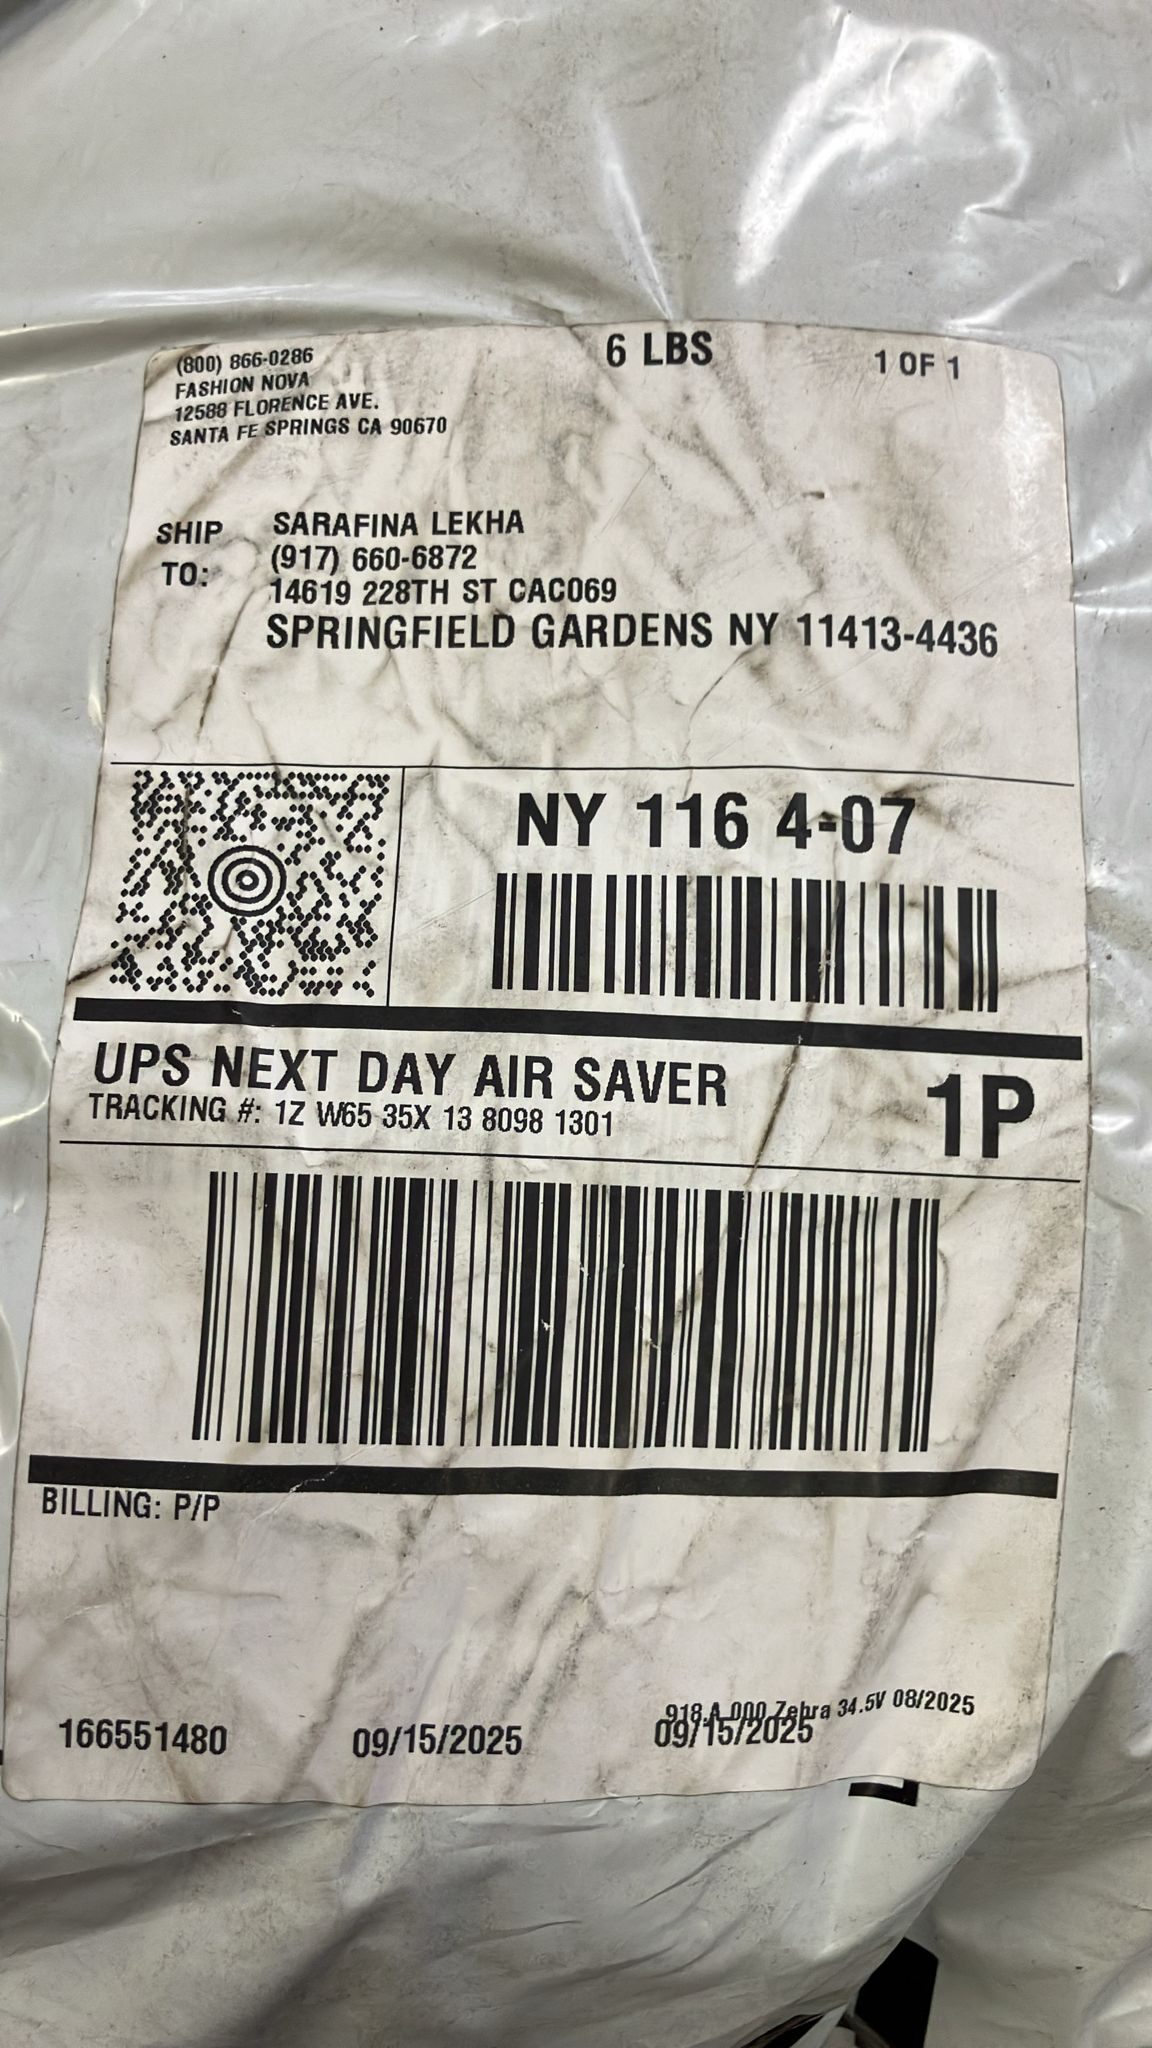 (800) 866-0286
FASHION NOVA
12588 FLORENCE AVE.
SANTA FE SPRINGS CA 90670
6 LBS
1 OF 1
SHIP TO:
SARAFINA LEKHA
(917) 660-6872
14619 228TH ST CAC069
SPRINGFIELD GARDENS NY 11413-4436
NY 116 4-07
UPS NEXT DAY AIR SAVER
TRACKING #: 1Z W65 35X 13 8098 1301
1P
BILLING: P/P
918 A 000 Zebra 34.5V 08/2025
166551480
09/15/2025
09/15/2025